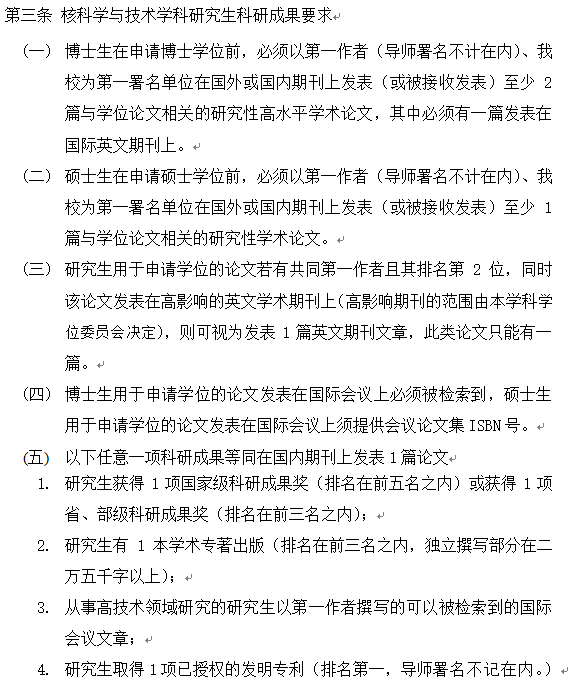 第三条 核科学与技术学科研究生科研成果要求
(一) 博士生在申请博士学位前，必须以第一作者（导师署名不计在内）、我
校为第一署名单位在国外或国内期刊上发表（或被接收发表）至少 2
篇与学位论文相关的研究性高水平学术论文，其中必须有一篇发表在
国际英文期刊上。
(二) 硕士生在申请硕士学位前，必须以第一作者（导师署名不计在内）、我
校为第一署名单位在国外或国内期刊上发表（或被接收发表）至少 1
篇与学位论文相关的研究性学术论文。
(三) 研究生用于申请学位的论文若有共同第一作者且其排名第 2 位，同时
该论文发表在高影响的英文学术期刊上(高影响期刊的范围由本学科学
位委员会决定)，则可视为发表 1 篇英文期刊文章，此类论文只能有一
篇。
(四) 博士生用于申请学位的论文发表在国际会议上必须被检索到，硕士生
用于申请学位的论文发表在国际会议上须提供会议论文集ISBN号。
(五) 以下任意一项科研成果等同在国内期刊上发表1篇论文
1. 研究生获得 1 项国家级科研成果奖（排名在前五名之内）或获得 1 项
省、部级科研成果奖（排名在前三名之内）；
2. 研究生有 1 本学术专著出版（排名在前三名之内，独立撰写部分在二
万五千字以上）；
3. 从事高技术领域研究的研究生以第一作者撰写的可以被检索到的国际
会议文章；
4. 研究生取得1项已授权的发明专利（排名第一，导师署名不记在内。）